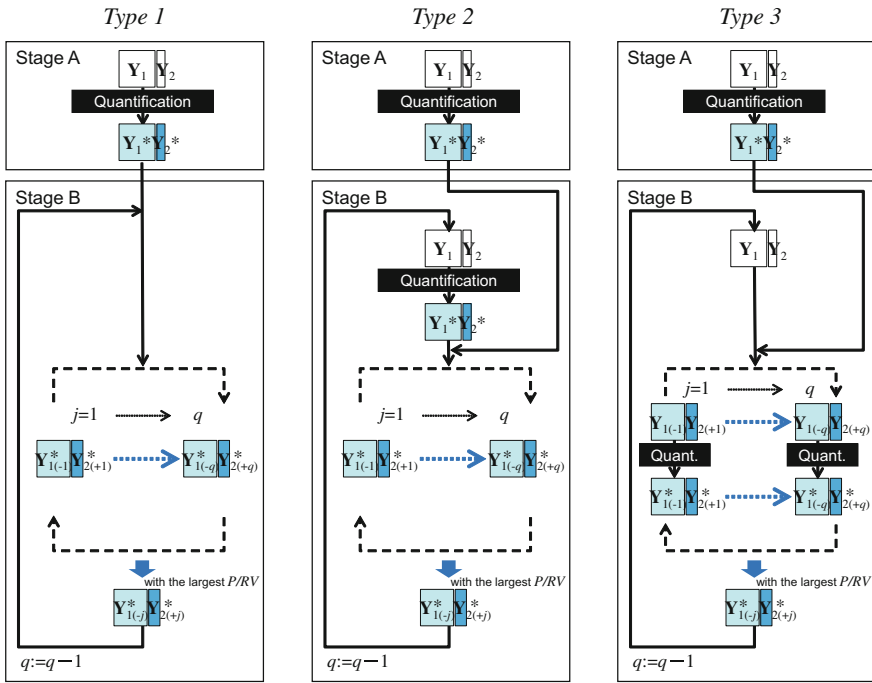 Type 1
Stage A
Y1 Y2
Quantification
Y1* Y2*
Stage B
j=1 q
Y*1(-1) Y*2(+1) Y*1(-q) Y*2(+q)
with the largest P/RV
Y*1(-j) Y*2(+j)
q:=q−1
Type 2
Stage A
Y1 Y2
Quantification
Y1* Y2*
Stage B
Y1 Y2
Quantification
Y1* Y2*
j=1 q
Y*1(-1) Y*2(+1) Y*1(-q) Y*2(+q)
with the largest P/RV
Y*1(-j) Y*2(+j)
q:=q−1
Type 3
Stage A
Y1 Y2
Quantification
Y1* Y2*
Stage B
Y1 Y2
j=1 q
Y1(-1) Y2(+1) Y1(-q) Y2(+q)
Quant. Quant.
Y*1(-1) Y*2(+1) Y*1(-q) Y*2(+q)
with the largest P/RV
Y*1(-j) Y*2(+j)
q:=q−1